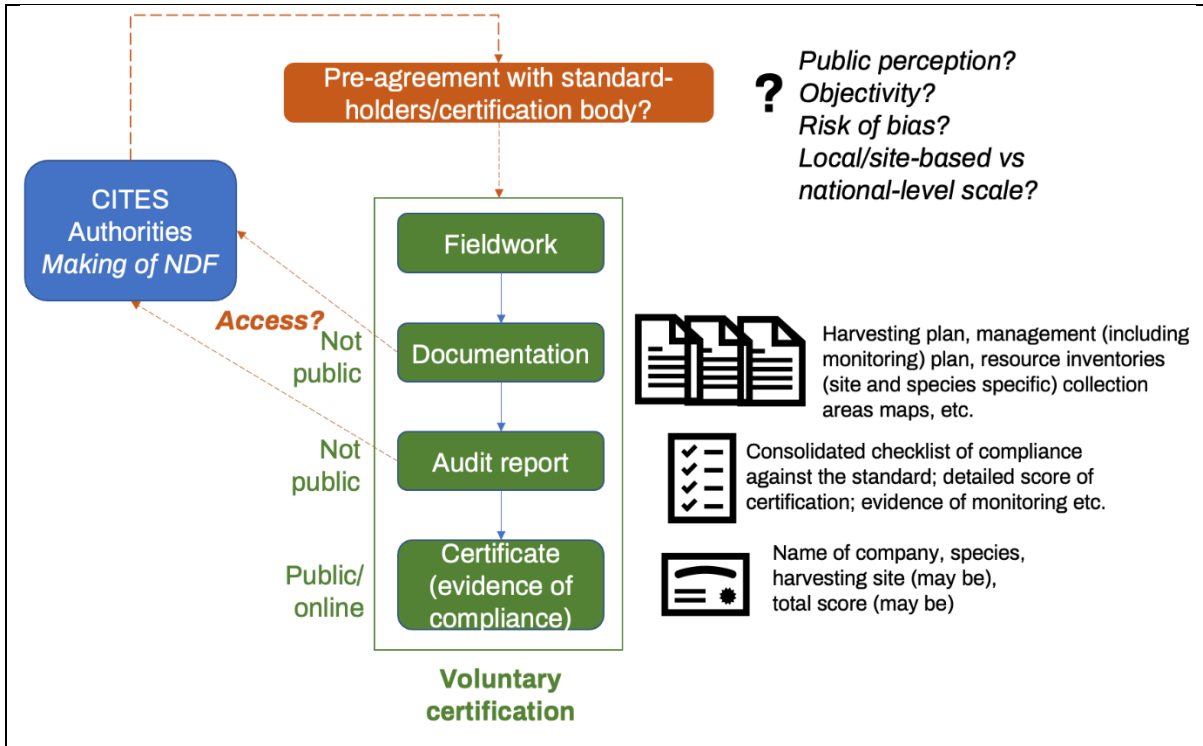 Pre-agreement with standard-
holders/certification body?
?
Public perception?
Objectivity?
Risk of bias?
Local/site-based vs
national-level scale?
CITES
Authorities
Making of NDF
Fieldwork
Access?
Not
public
Documentation
Harvesting plan, management (including
monitoring) plan, resource inventories
(site and species specific) collection
areas maps, etc.
Not
public
Audit report
Consolidated checklist of compliance
against the standard; detailed score of
certification; evidence of monitoring etc.
Public/
online
Certificate
(evidence of
compliance)
Name of company, species,
harvesting site (may be),
total score (may be)
Voluntary
certification